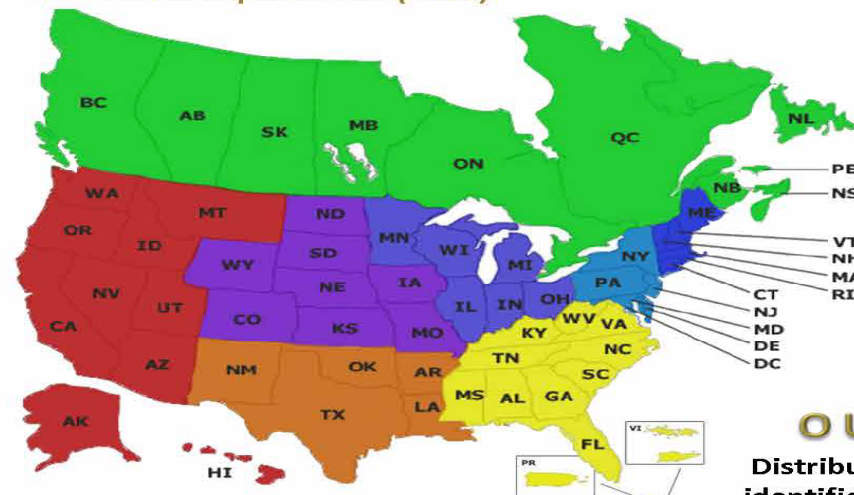 BC
AB
SK
MB
ON
QC
NL
PE
NB
NS
WA
MT
ND
MN
ME
OR
ID
SD
WI
MI
NY
VT
NH
MA
RI
WY
NE
IA
PA
CT
NV
UT
CO
IL
IN
OH
NJ
CA
KS
MO
KY
WV
VA
MD
DE
DC
AZ
NM
OK
AR
TN
NC
SC
TX
LA
MS
AL
GA
AK
HI
FL
VI
PR
O U
Distribu